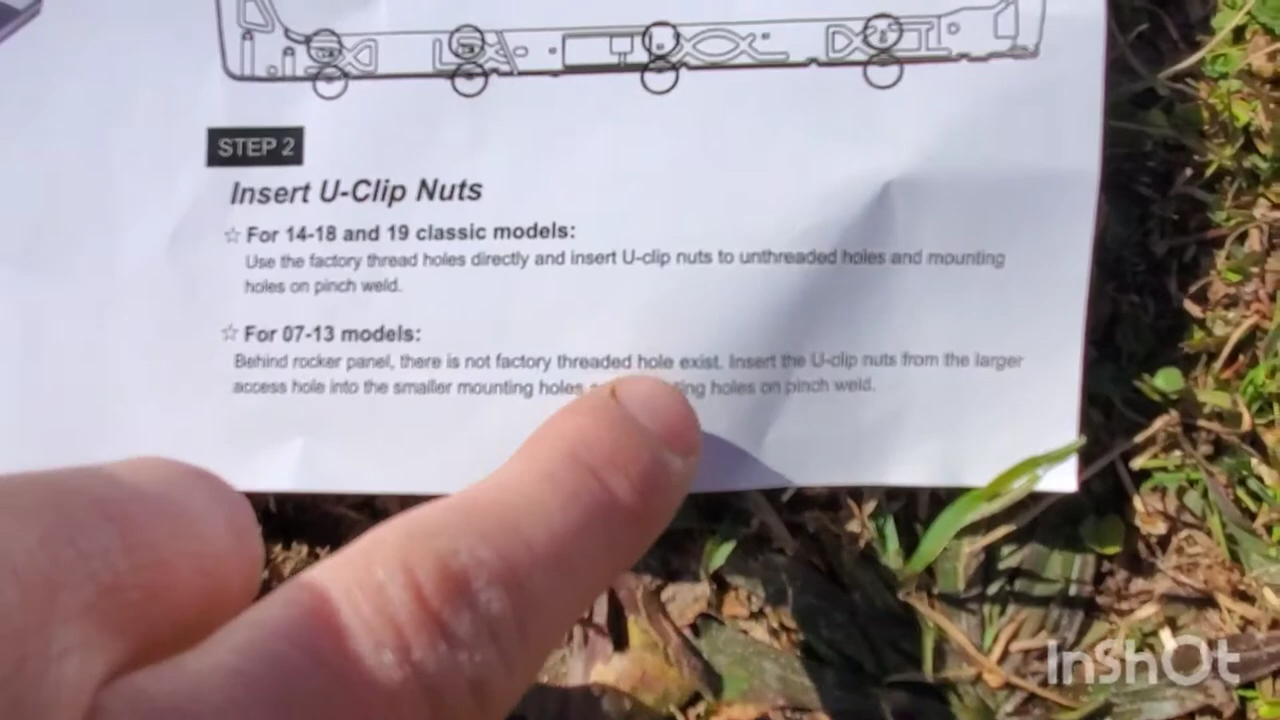 STEP 2
Insert U-Clip Nuts
☆ For 14-18 and 19 classic models:
Use the factory thread holes directly and insert U-clip nuts to unthreaded holes and mounting
holes on pinch weld.
☆ For 07-13 models:
Behind rocker panel, there is not factory threaded hole exist. Insert the U-clip nuts from the larger
access hole into the smaller mounting holes holes on pinch weld.
InShOt